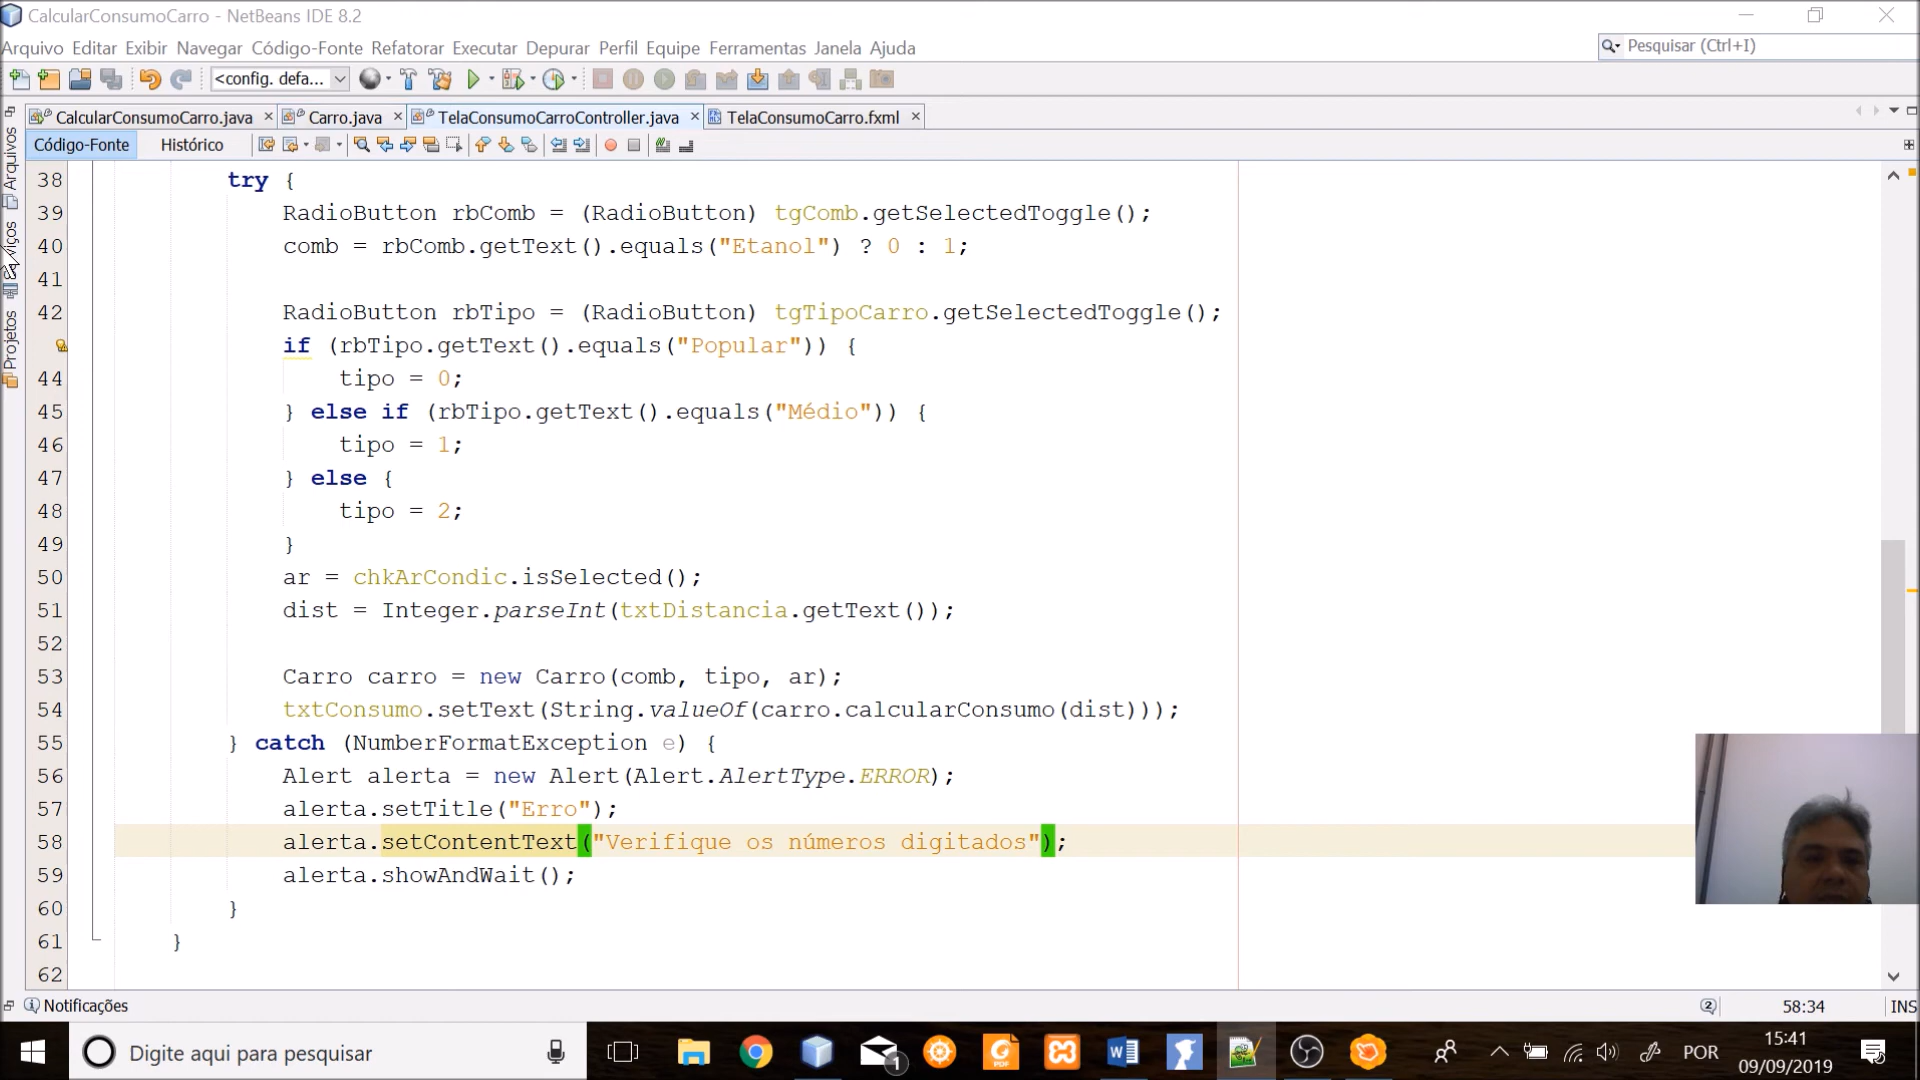 CalcularConsumoCarro - NetBeans IDE 8.2
Arquivo Editar Exibir Navegar Código-Fonte Refatorar Executar Depurar Perfil Equipe Ferramentas Janela Ajuda
Pesquisar (Ctrl+I)
<config. defa...
CalcularConsumoCarro.java Carro.java TelaConsumoCarroController.java TelaConsumoCarro.fxml
Código-Fonte Histórico
Arquivos
Serviços
Projetos
38 try {
39 RadioButton rbComb = (RadioButton) tgComb.getSelectedToggle();
40 comb = rbComb.getText().equals("Etanol") ? 0 : 1;
41
42 RadioButton rbTipo = (RadioButton) tgTipoCarro.getSelectedToggle();
if (rbTipo.getText().equals("Popular")) {
44 tipo = 0;
45 } else if (rbTipo.getText().equals("Médio")) {
46 tipo = 1;
47 } else {
48 tipo = 2;
49 }
50 ar = chkArCondic.isSelected();
51 dist = Integer.parseInt(txtDistancia.getText());
52
53 Carro carro = new Carro(comb, tipo, ar);
54 txtConsumo.setText(String.valueOf(carro.calcularConsumo(dist)));
55 } catch (NumberFormatException e) {
56 Alert alerta = new Alert(Alert.AlertType.ERROR);
57 alerta.setTitle("Erro");
58 alerta.setContentText("Verifique os números digitados");
59 alerta.showAndWait();
60 }
61 }
62
Notificações 2 58:34 INS
Digite aqui para pesquisar
1
POR
15:41
09/09/2019